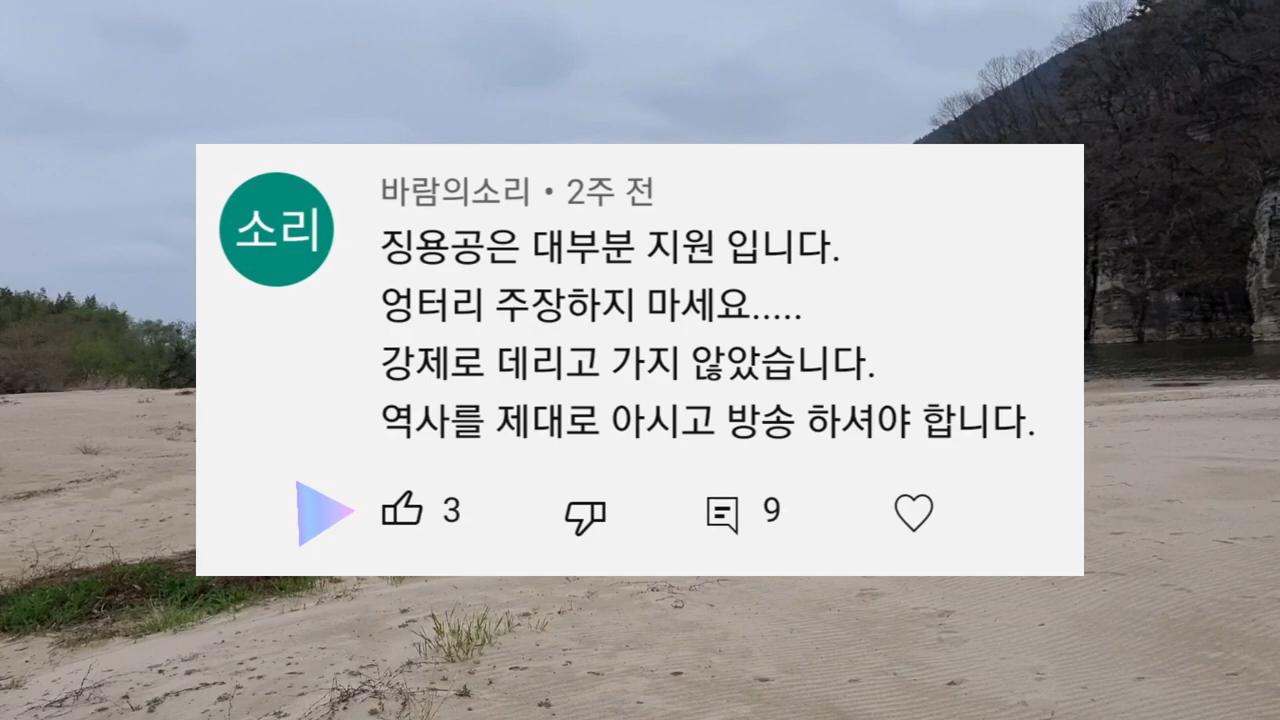 소리
바람의소리 • 2주 전
징용공은 대부분 지원 입니다.
엉터리 주장하지 마세요.....
강제로 데리고 가지 않았습니다.
역사를 제대로 아시고 방송 하셔야 합니다.
3 9